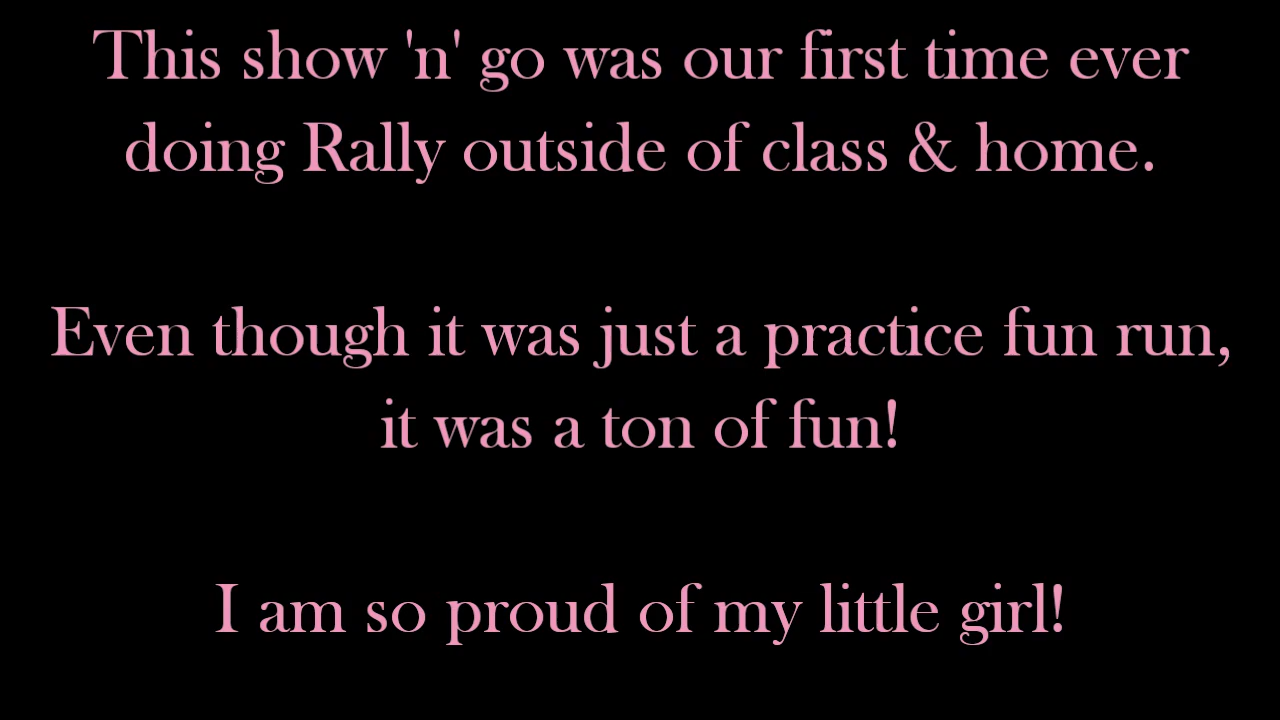 This show 'n' go was our first time ever
doing Rally outside of class & home.
Even though it was just a practice fun run,
it was a ton of fun!
I am so proud of my little girl!